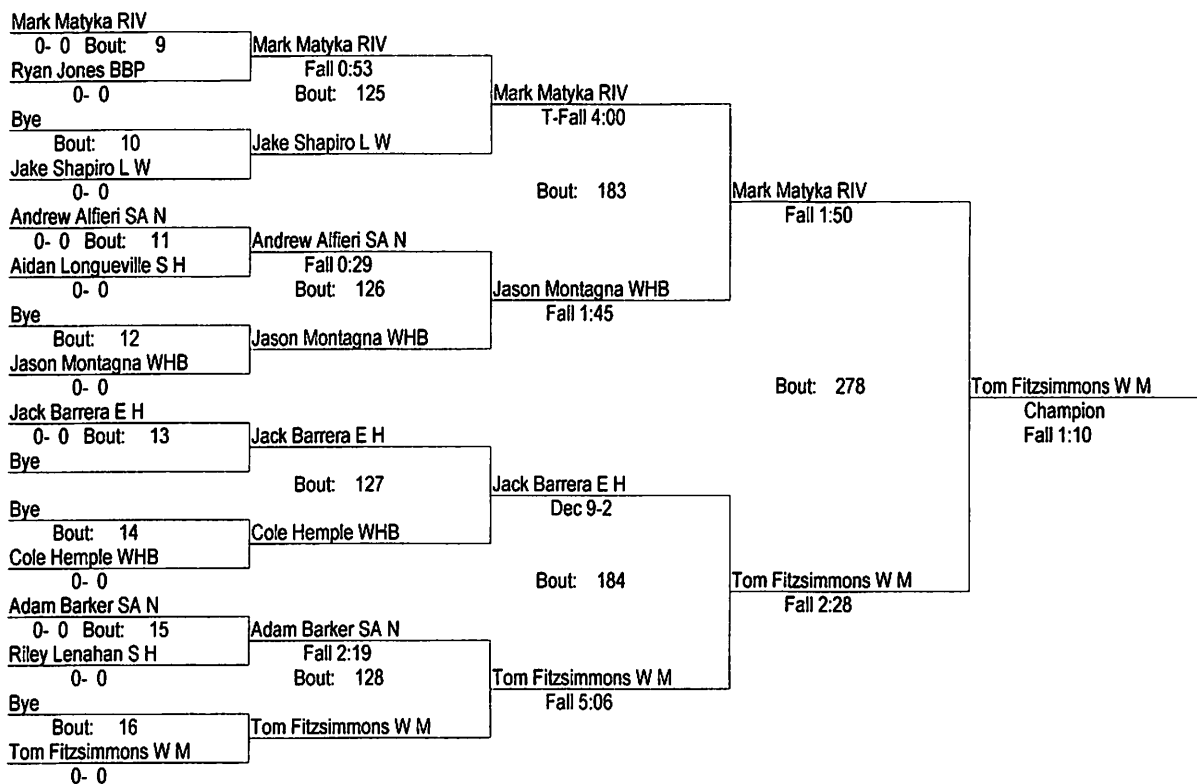 Mark Matyka RIV
0- 0 Bout: 9
Ryan Jones BBP
0- 0
Bye
Bout: 10
Jake Shapiro L W
0- 0
Andrew Alfieri SA N
0- 0 Bout: 11
Aidan Longueville S H
0- 0
Bye
Bout: 12
Jason Montagna WHB
0- 0
Jack Barrera E H
0- 0 Bout: 13
Bye
Bye
Bout: 14
Cole Hemple WHB
0- 0
Adam Barker SA N
0- 0 Bout: 15
Riley Lenahan S H
0- 0
Bye
Bout: 16
Tom Fitzsimmons W M
0- 0
Mark Matyka RIV
Fall 0:53
Bout: 125
Jake Shapiro L W
Andrew Alfieri SA N
Fall 0:29
Bout: 126
Jason Montagna WHB
Jack Barrera E H
Bout: 127
Cole Hemple WHB
Adam Barker SA N
Fall 2:19
Bout: 128
Tom Fitzsimmons W M
Mark Matyka RIV
T-Fall 4:00
Bout: 183
Jason Montagna WHB
Fall 1:45
Jack Barrera E H
Dec 9-2
Bout: 184
Tom Fitzsimmons W M
Fall 5:06
Mark Matyka RIV
Fall 1:50
Bout: 278
Tom Fitzsimmons W M
Fall 2:28
Tom Fitzsimmons W M
Champion
Fall 1:10